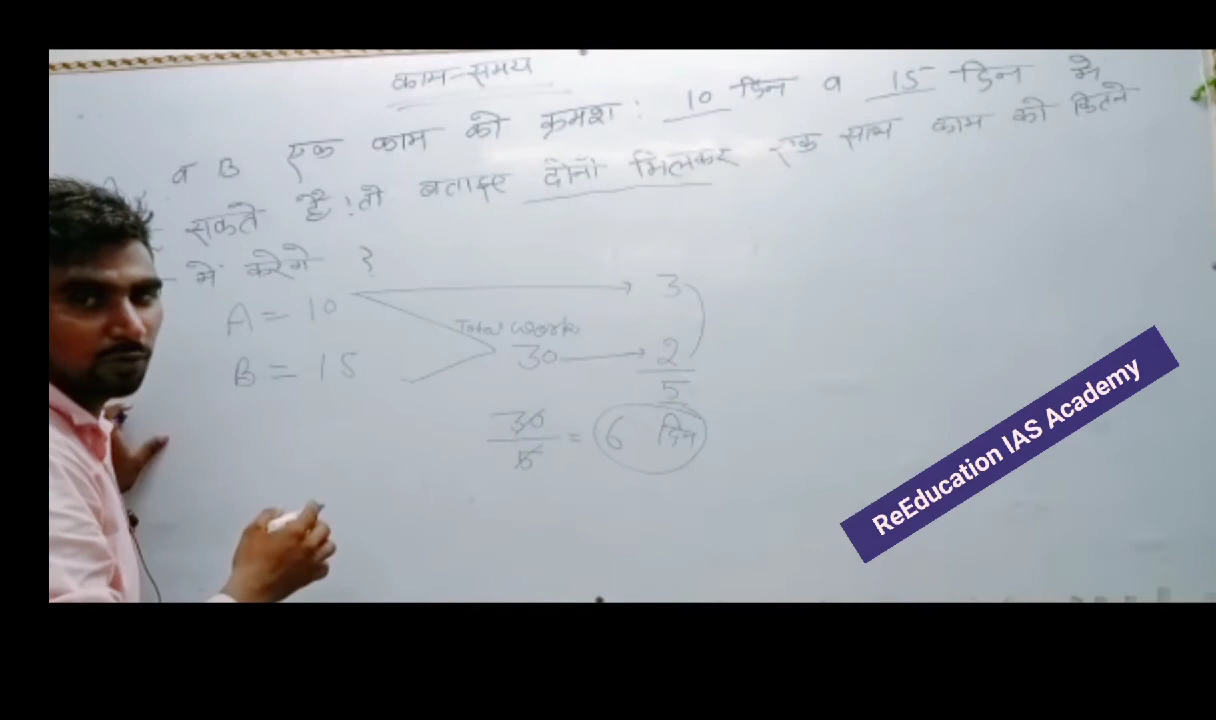 काम-समय
व B एक काम को क्रमश: 10 दिन व 15 दिन में
सकते है। तो बताइए दोनों मिलकर एक साथ काम को कितने
में करेगे ?
A = 10
3
Total work
B = 15
30
2
5
30/5 = 6 दिन
ReEducation IAS Academy